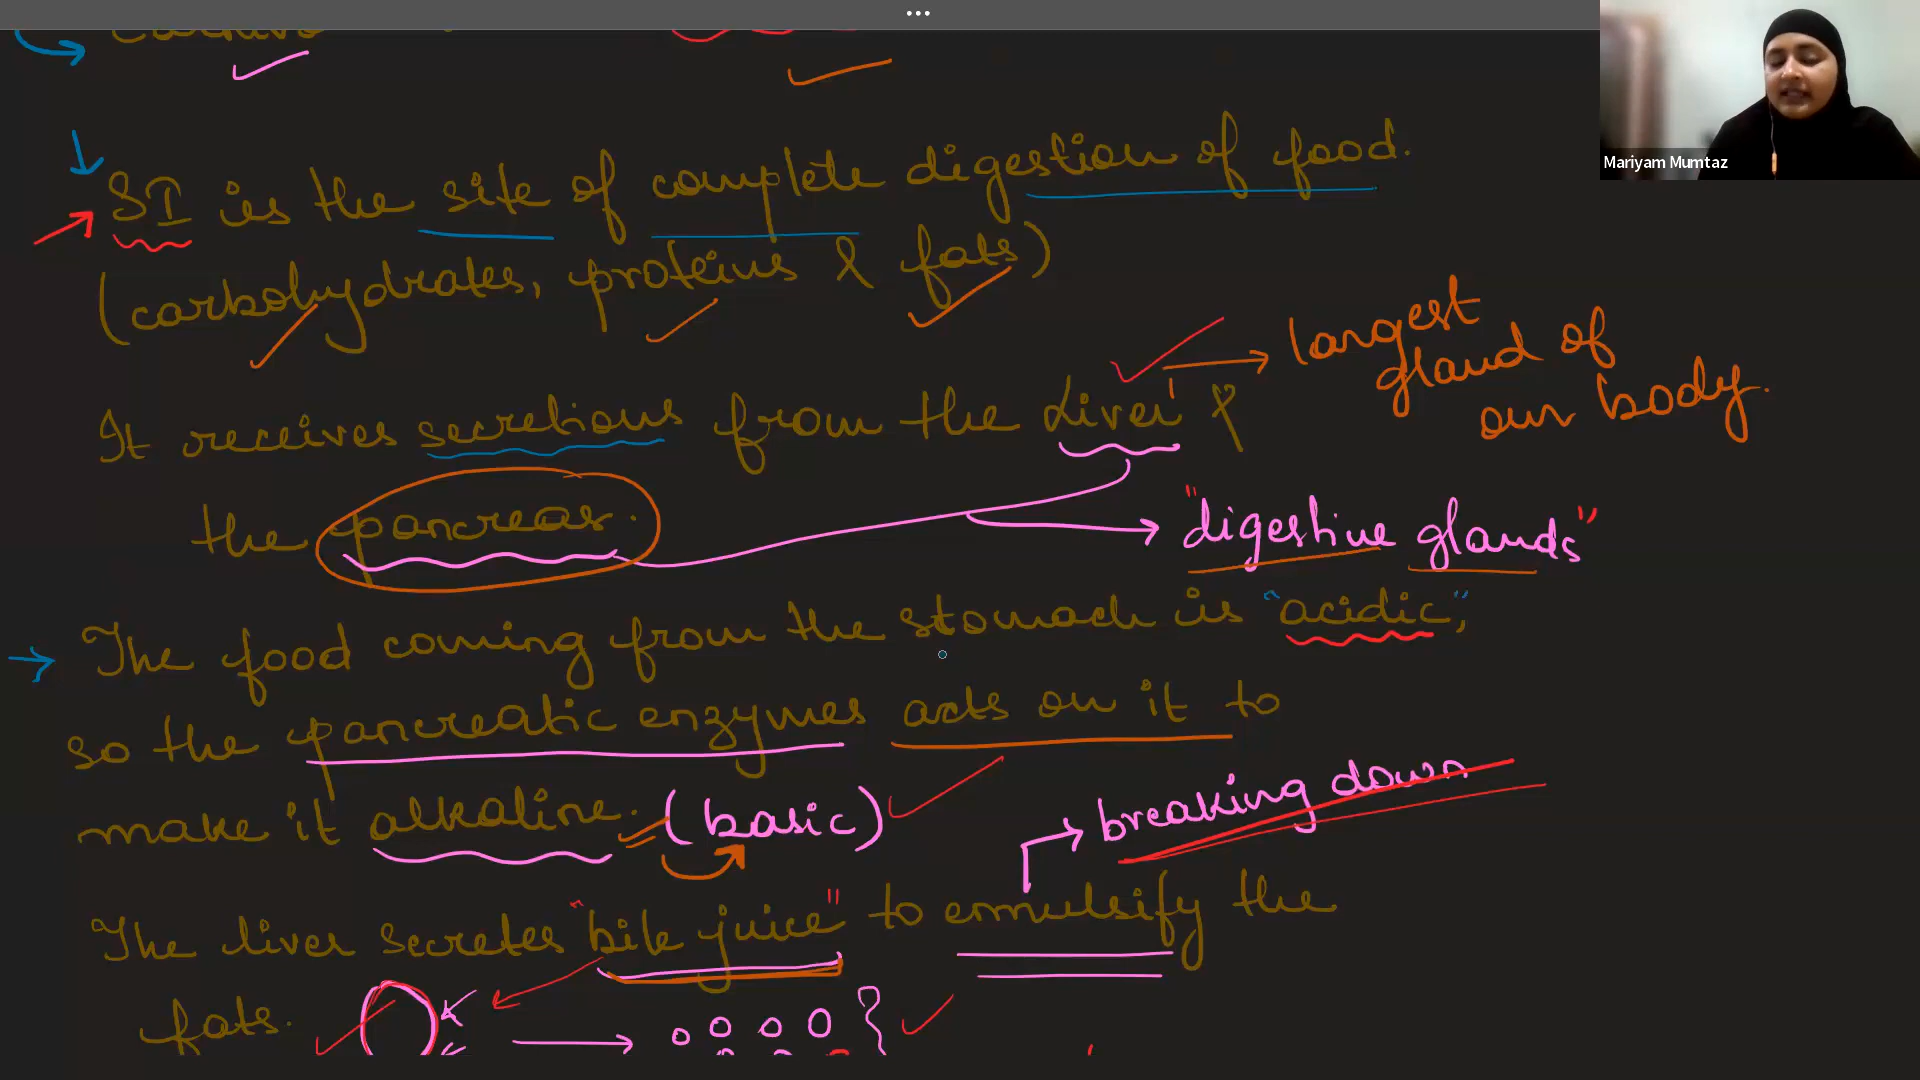 Mariyam Mumtaz
SI is the site of complete digestion of food.
(carbohydrates, proteins & fats)
largest
gland of
our body.
It receives secretions from the Liver &
the pancreas.
"digestive glands"
The food coming from the stomach is "acidic",
so the pancreatic enzymes acts on it to
make it alkaline. (basic)
breaking down
The liver secretes "bile juice" to emulsify the
fats.